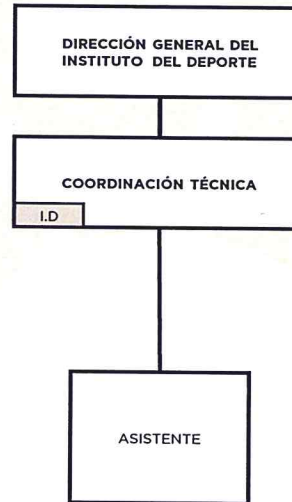 DIRECCIÓN GENERAL DEL
INSTITUTO DEL DEPORTE
COORDINACIÓN TÉCNICA
I.D
ASISTENTE